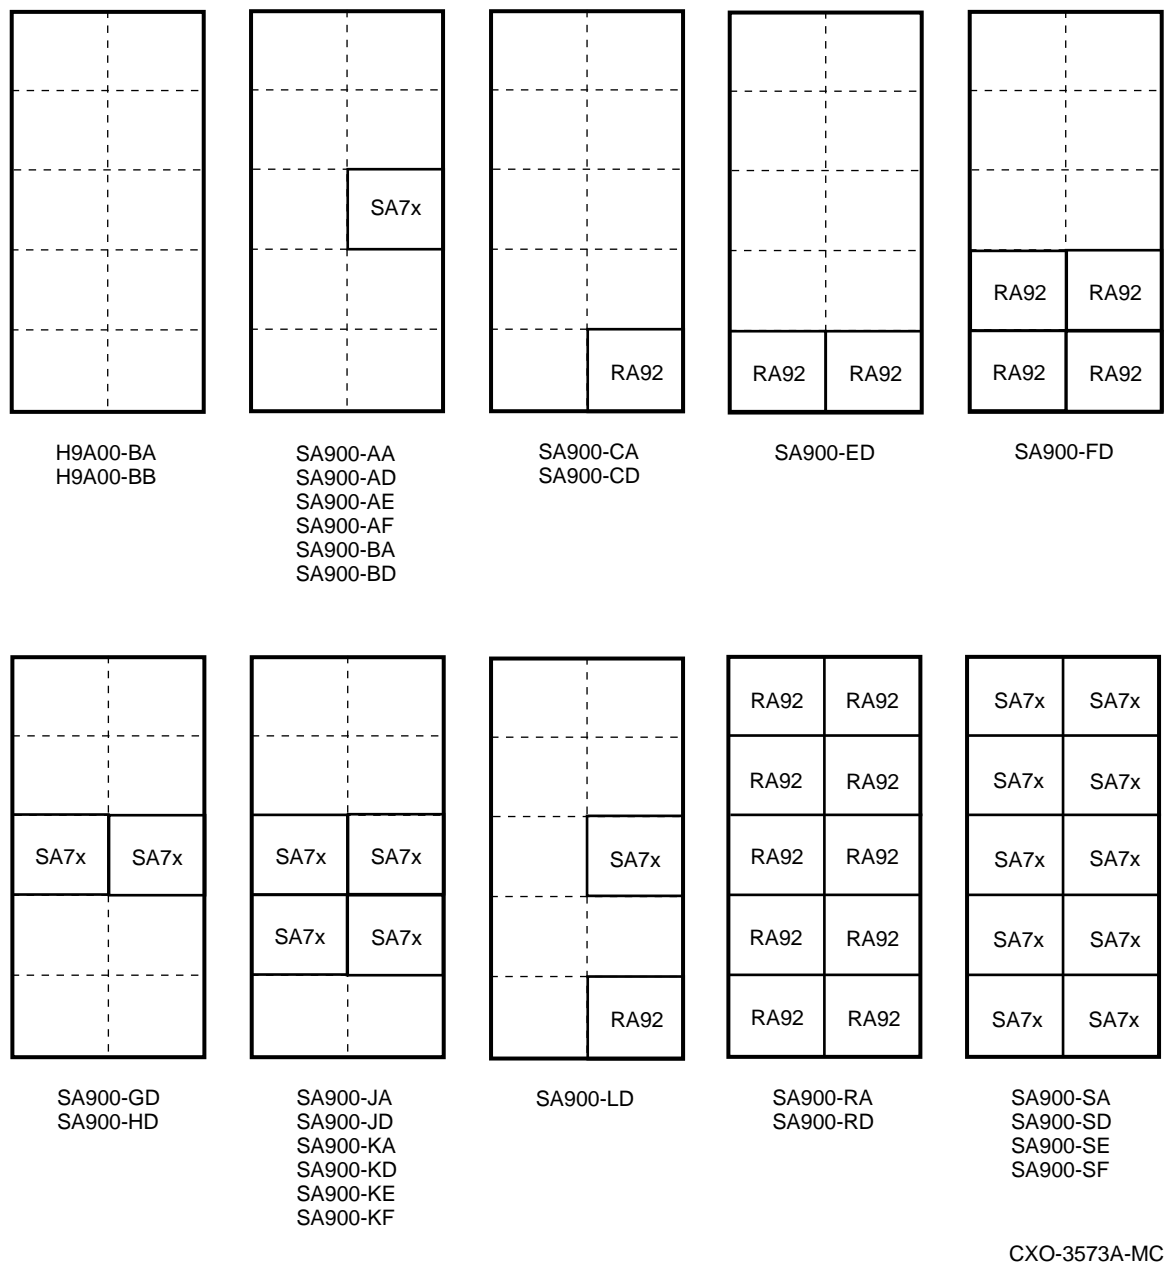 SA7x
RA92
RA92 RA92
RA92 RA92
RA92 RA92
H9A00-BA
H9A00-BB
SA900-AA
SA900-AD
SA900-AE
SA900-AF
SA900-BA
SA900-BD
SA900-CA
SA900-CD
SA900-ED
SA900-FD
SA7x SA7x
SA7x SA7x
SA7x SA7x
SA7x
RA92
RA92 RA92
RA92 RA92
RA92 RA92
RA92 RA92
RA92 RA92
SA7x SA7x
SA7x SA7x
SA7x SA7x
SA7x SA7x
SA7x SA7x
SA900-GD
SA900-HD
SA900-JA
SA900-JD
SA900-KA
SA900-KD
SA900-KE
SA900-KF
SA900-LD
SA900-RA
SA900-RD
SA900-SA
SA900-SD
SA900-SE
SA900-SF
CXO-3573A-MC